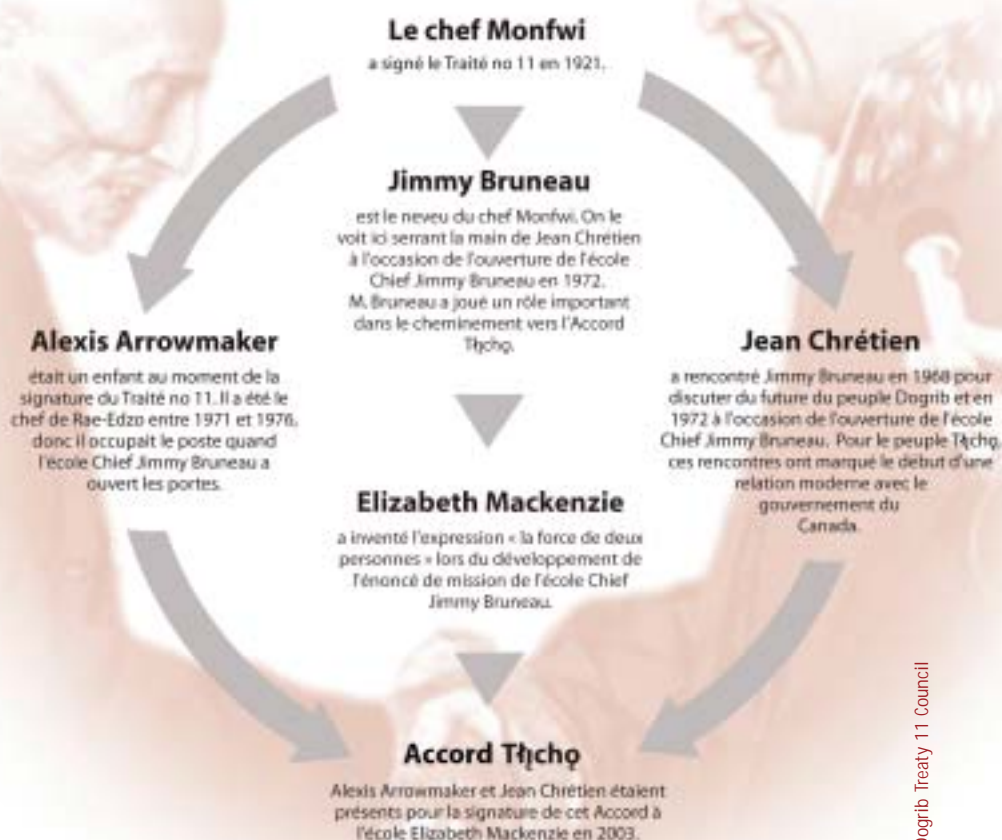 Le chef Monfwi
a signé le Traité no 11 en 1921.
Jimmy Bruneau
est le neveu du chef Monfwi. On le
voit ici serrant la main de Jean Chrétien
à l'occasion de l'ouverture de l'école
Chief Jimmy Bruneau en 1972.
M. Bruneau a joué un rôle important
dans le cheminement vers l'Accord
Tłı̨chǫ.
Alexis Arrowmaker
était un enfant au moment de la
signature du Traité no 11. Il a été le
chef de Rae-Edzo entre 1971 et 1976,
donc il occupait le poste quand
l'école Chief Jimmy Bruneau a
ouvert les portes.
Jean Chrétien
a rencontré Jimmy Bruneau en 1968 pour
discuter du future du peuple Dogrib et en
1972 à l'occasion de l'ouverture de l'école
Chief Jimmy Bruneau. Pour le peuple Tłı̨chǫ,
ces rencontres ont marqué le début d'une
relation moderne avec le
gouvernement du
Canada.
Elizabeth Mackenzie
a inventé l'expression « la force de deux
personnes » lors du développement de
l'énoncé de mission de l'école Chief
Jimmy Bruneau.
Accord Tłı̨chǫ
Alexis Arrowmaker et Jean Chrétien étaient
présents pour la signature de cet Accord à
l'école Elizabeth Mackenzie en 2003.
Treaty 11 Council